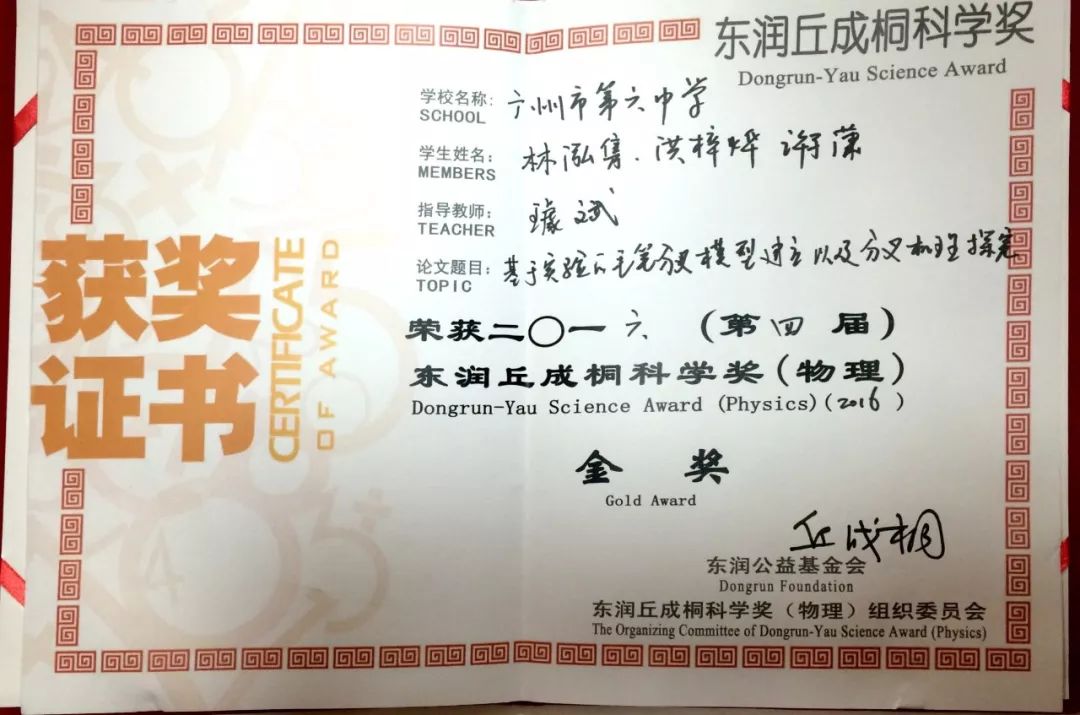 东润丘成桐科学奖
Dongrun-Yau Science Award
学校名称: 广州市第六中学
SCHOOL
学生姓名: 林泓隽、洪梓烨
MEMBERS
指导教师: 璩斌
TEACHER
论文题目: 基于实验的毛笔分叉模型建立以及分叉机理探究
TOPIC
获奖证书
CERTIFICATE
OF AWARD
荣获二〇一六（第四届）
东润丘成桐科学奖(物理)
Dongrun-Yau Science Award (Physics)(2016)
金奖
Gold Award
丘成桐
东润公益基金会
Dongrun Foundation
东润丘成桐科学奖（物理）组织委员会
The Organizing Committee of Dongrun-Yau Science Award (Physics)